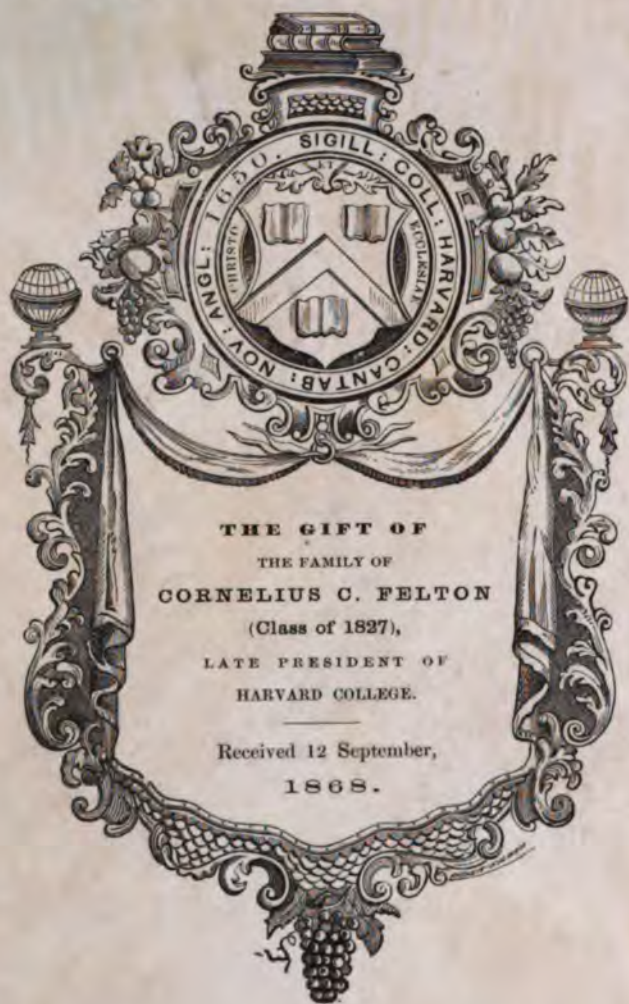 SIGILL: COLL: HARVARD: CANTAB: NOV: ANGL: 1650.
ET
CHRISTO
ECCLESIAE
THE GIFT OF
THE FAMILY OF
CORNELIUS C. FELTON
(Class of 1827),
LATE PRESIDENT OF
HARVARD COLLEGE.
Received 12 September,
1868.